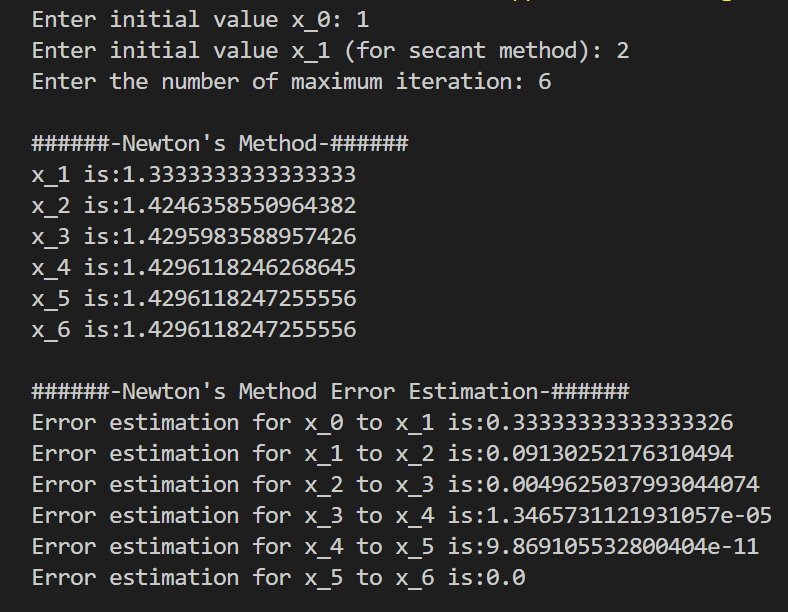 Enter initial value x_0: 1
Enter initial value x_1 (for secant method): 2
Enter the number of maximum iteration: 6
######-Newton's Method-######
x_1 is:1.3333333333333333
x_2 is:1.4246358550964382
x_3 is:1.4295983588957426
x_4 is:1.4296118246268645
x_5 is:1.4296118247255556
x_6 is:1.4296118247255556
######-Newton's Method Error Estimation-######
Error estimation for x_0 to x_1 is:0.33333333333333326
Error estimation for x_1 to x_2 is:0.09130252176310494
Error estimation for x_2 to x_3 is:0.0049625037993044074
Error estimation for x_3 to x_4 is:1.3465731121931057e-05
Error estimation for x_4 to x_5 is:9.869105532800404e-11
Error estimation for x_5 to x_6 is:0.0